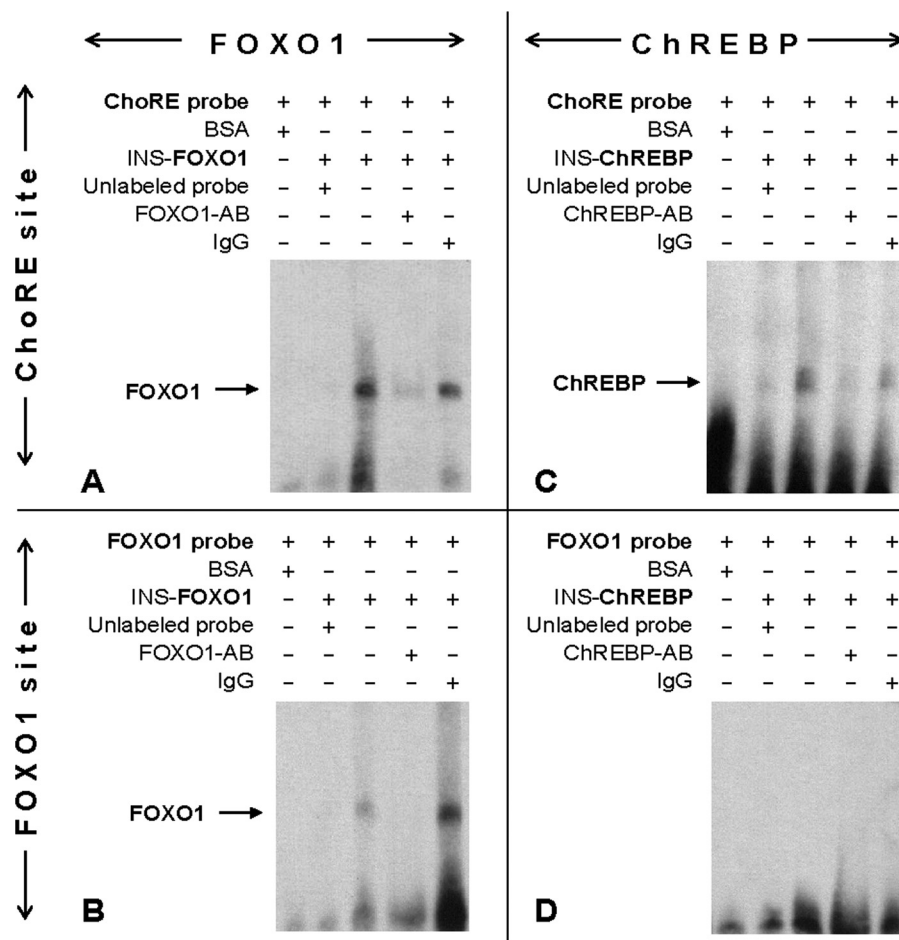 FOXO1
ChREBP
ChoRE site
ChoRE probe + + + + +
BSA + – – – –
INS-FOXO1 – + + + +
Unlabeled probe – + – – –
FOXO1-AB – – – + –
IgG – – – – +
FOXO1
A
ChoRE probe + + + + +
BSA + – – – –
INS-ChREBP – + + + +
Unlabeled probe – + – – –
ChREBP-AB – – – + –
IgG – – – – +
ChREBP
C
FOXO1 site
FOXO1 probe + + + + +
BSA + – – – –
INS-FOXO1 – + + + +
Unlabeled probe – + – – –
FOXO1-AB – – – + –
IgG – – – – +
FOXO1
B
FOXO1 probe + + + + +
BSA + – – – –
INS-ChREBP – + + + +
Unlabeled probe – + – – –
ChREBP-AB – – – + –
IgG – – – – +
D